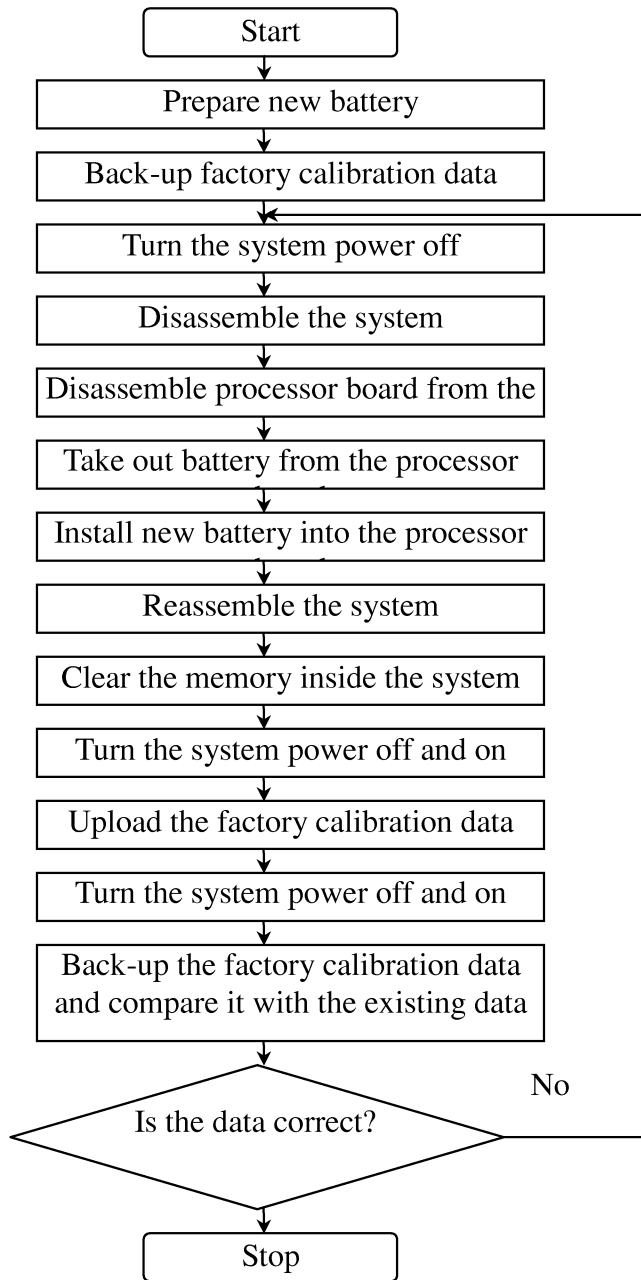 Start
Prepare new battery
Back-up factory calibration data
Turn the system power off
Disassemble the system
Disassemble processor board from the
Take out battery from the processor
Install new battery into the processor
Reassemble the system
Clear the memory inside the system
Turn the system power off and on
Upload the factory calibration data
Turn the system power off and on
Back-up the factory calibration data
and compare it with the existing data
No
Is the data correct?
Stop